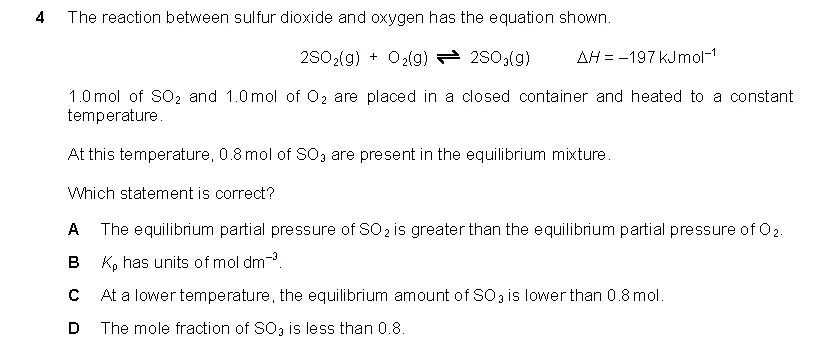 4 The reaction between sulfur dioxide and oxygen has the equation shown.
2SO₂(g) + O₂(g) ⇌ 2SO₃(g) ΔH = –197 kJ mol⁻¹
1.0 mol of SO₂ and 1.0 mol of O₂ are placed in a closed container and heated to a constant
temperature.
At this temperature, 0.8 mol of SO₃ are present in the equilibrium mixture.
Which statement is correct?
A The equilibrium partial pressure of SO₂ is greater than the equilibrium partial pressure of O₂.
B Kₚ has units of mol dm⁻³.
C At a lower temperature, the equilibrium amount of SO₃ is lower than 0.8 mol.
D The mole fraction of SO₃ is less than 0.8.